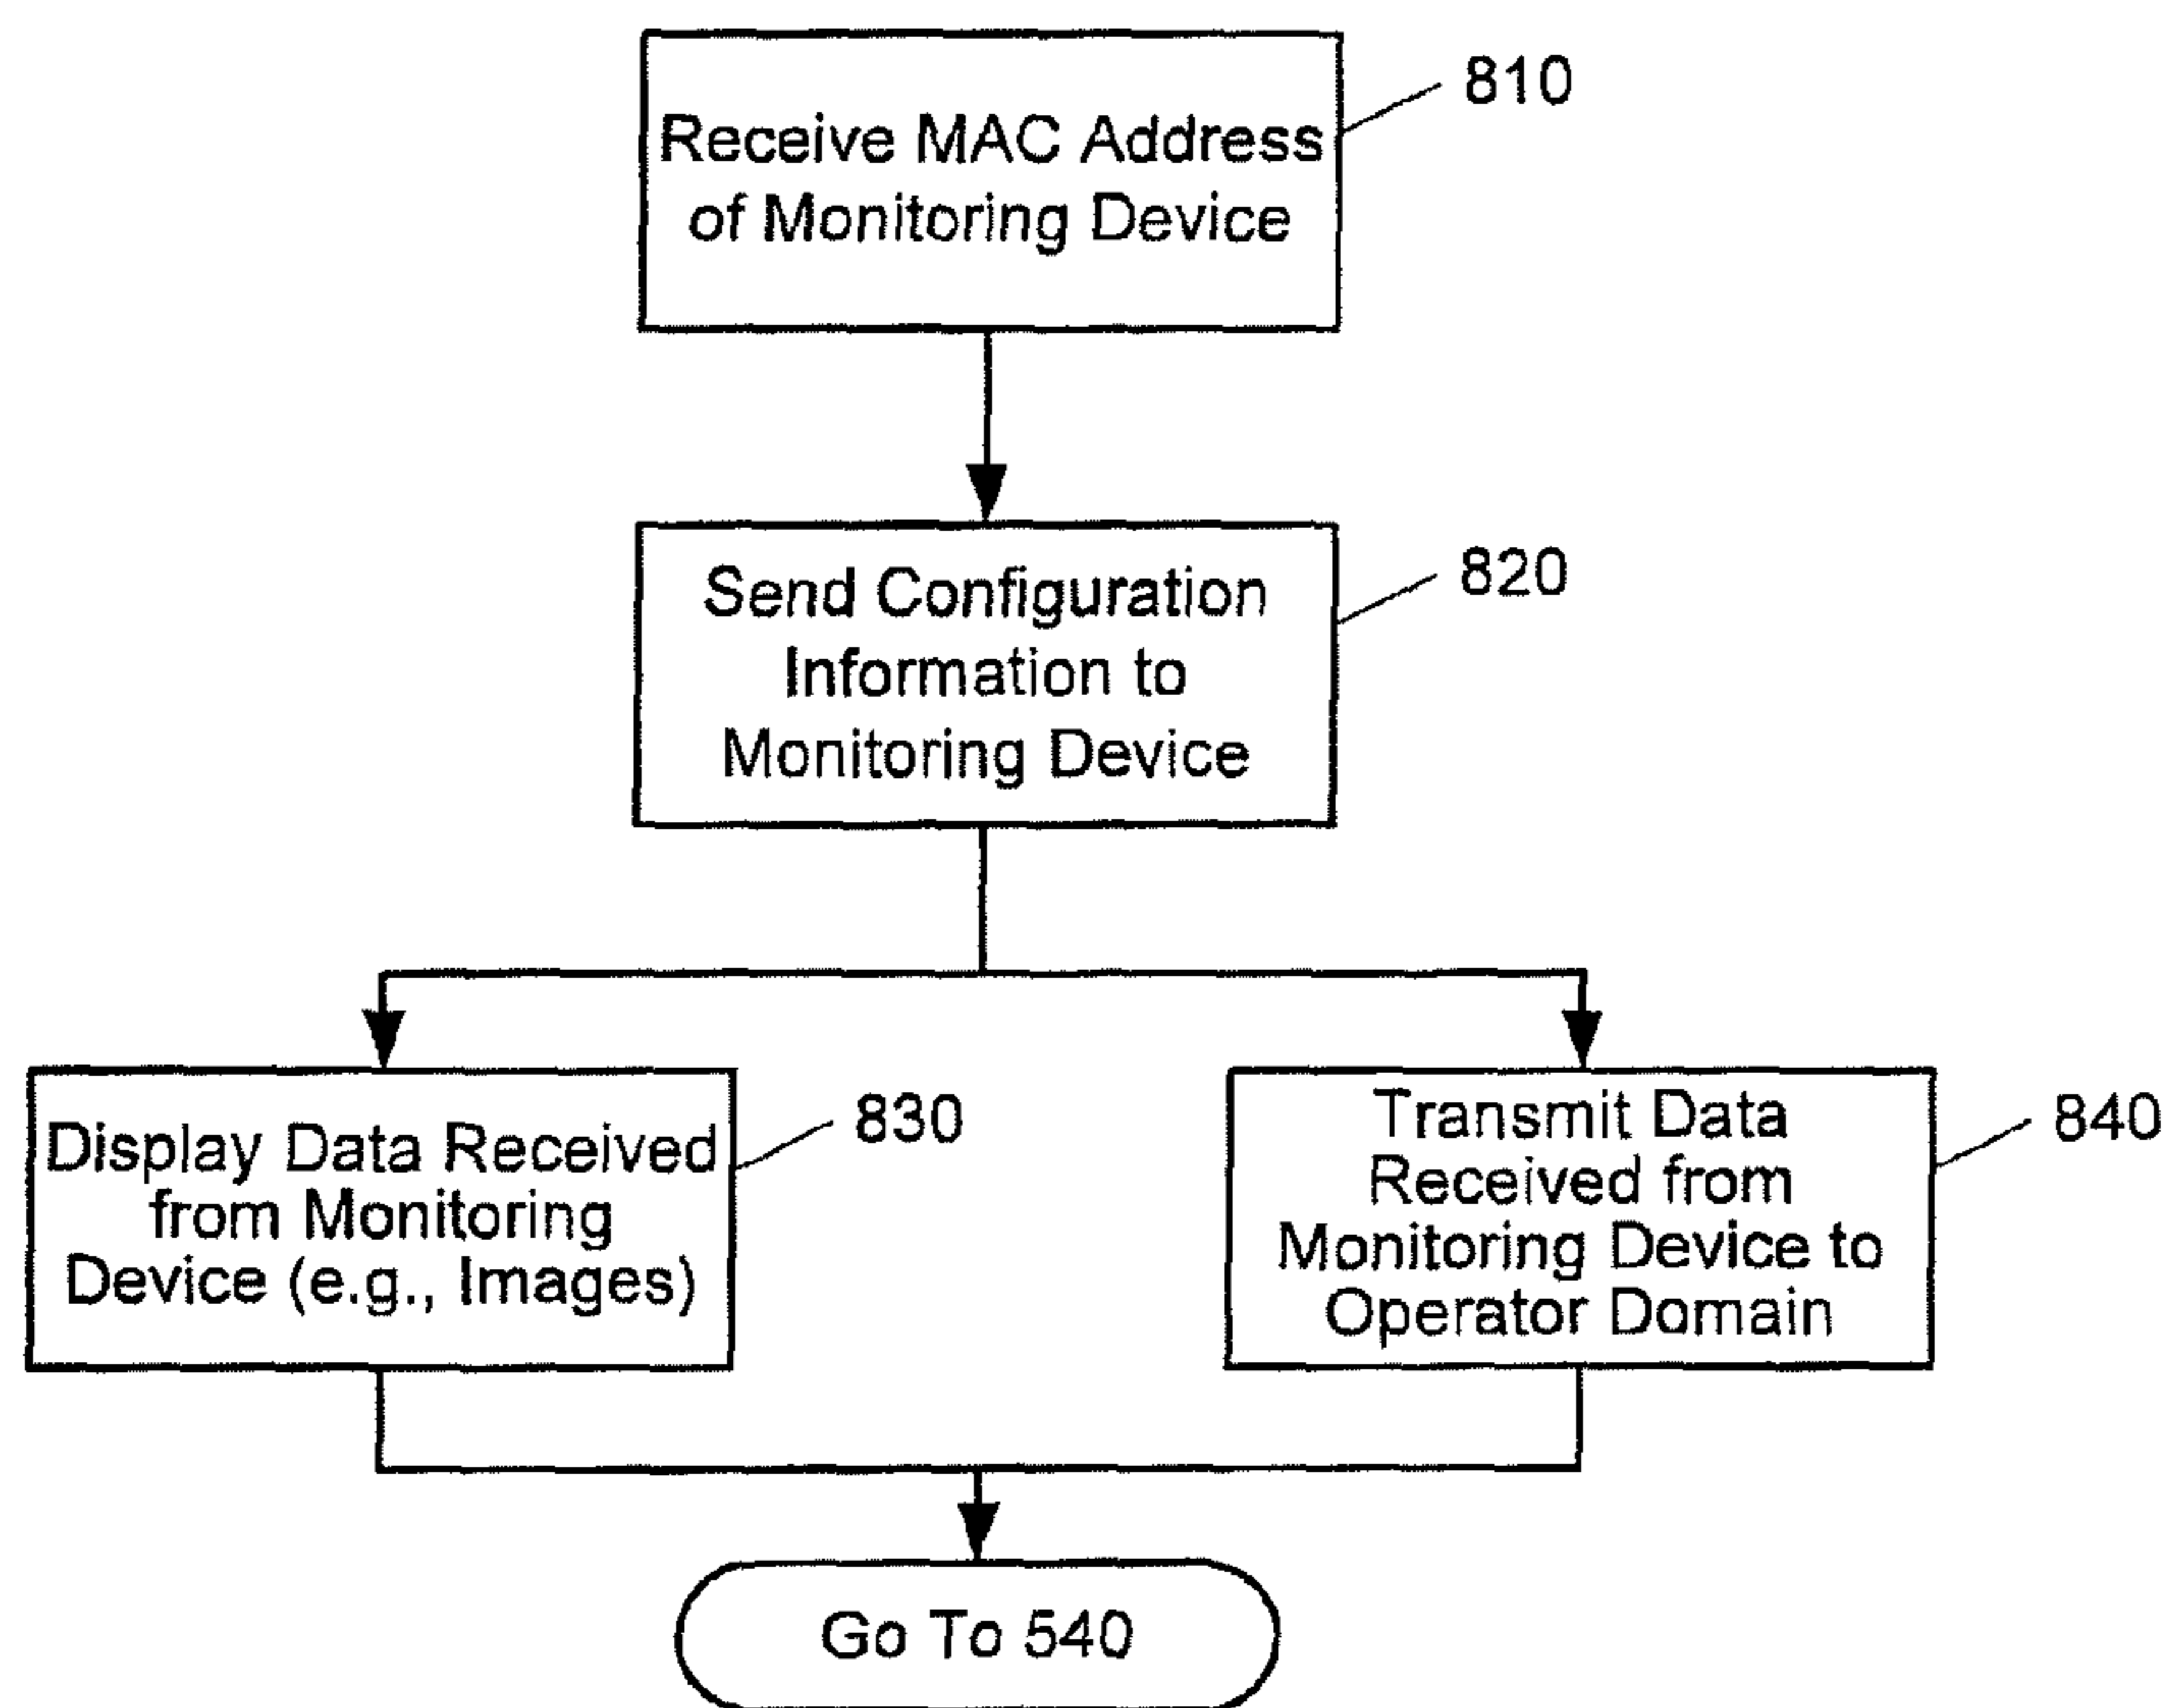 Receive MAC Address
of Monitoring Device
810
Send Configuration
Information to
Monitoring Device
820
Display Data Received
from Monitoring
Device (e.g., Images)
830
Transmit Data
Received from
Monitoring Device to
Operator Domain
840
Go To 540